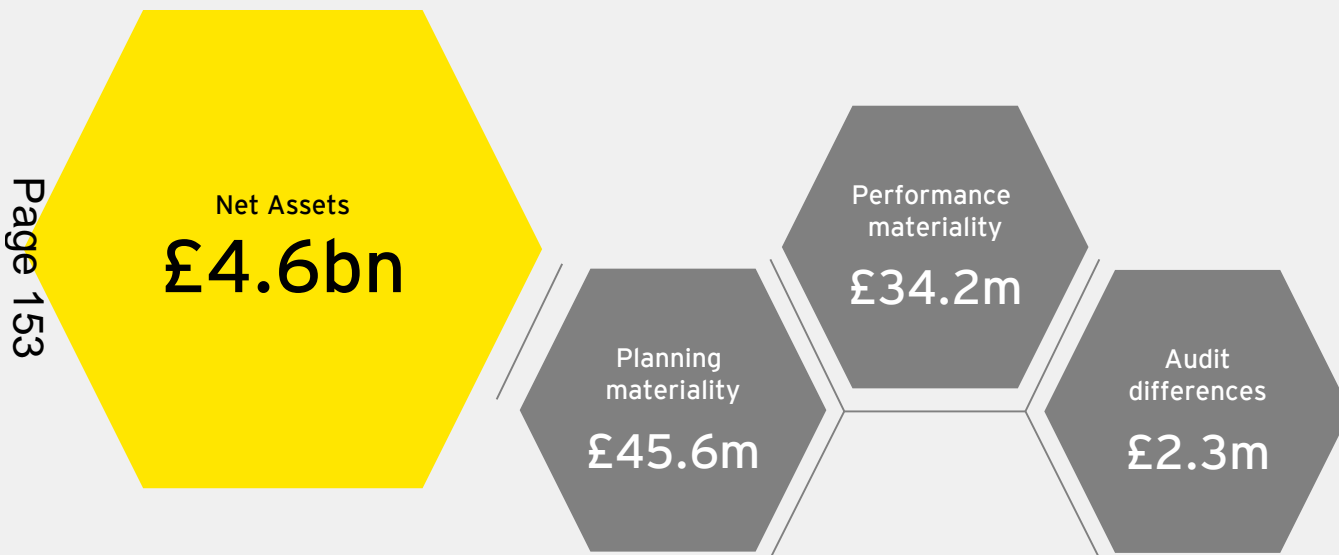 Page 153
Net Assets
£4.6bn
Planning
materiality
£45.6m
Performance
materiality
£34.2m
Audit
differences
£2.3m